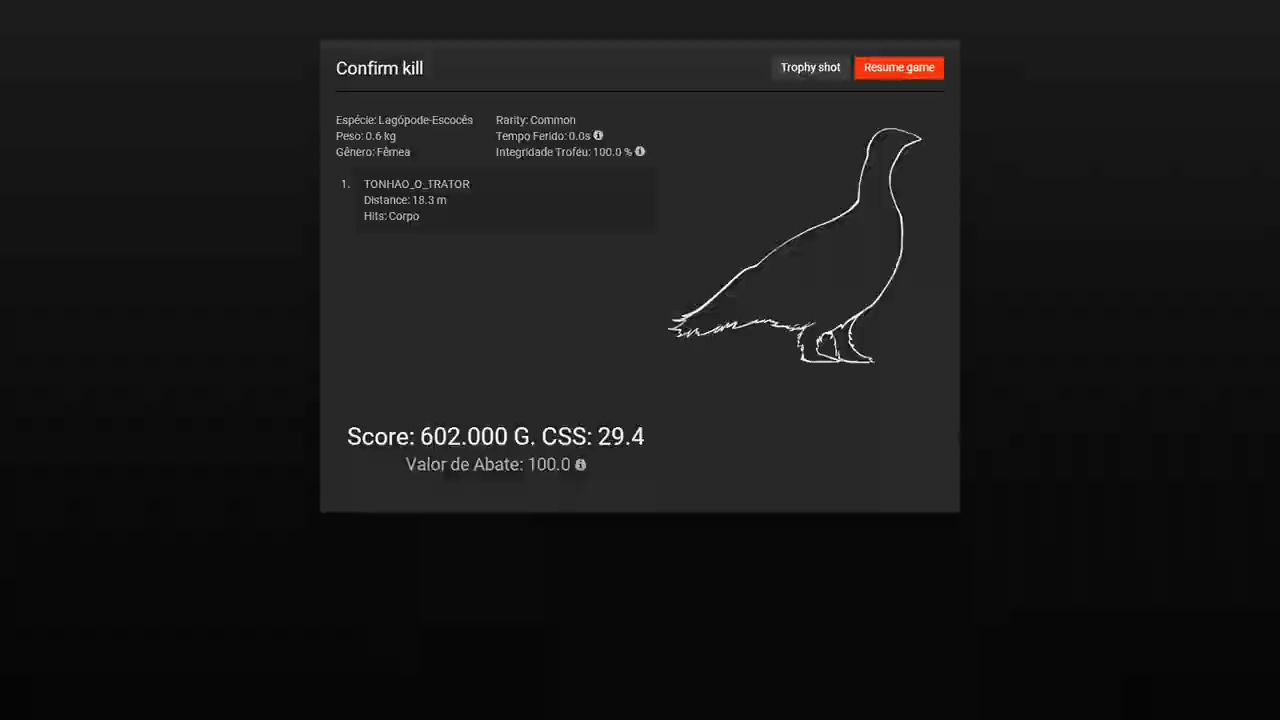 Confirm kill
Trophy shot
Resume game
Espécie: Lagópode-Escocês
Rarity: Common
Peso: 0.6 kg
Tempo Ferido: 0.0s
Gênero: Fêmea
Integridade Troféu: 100.0 %
1. TONHAO_O_TRATOR
Distance: 18.3 m
Hits: Corpo
Score: 602.000 G. CSS: 29.4
Valor de Abate: 100.0